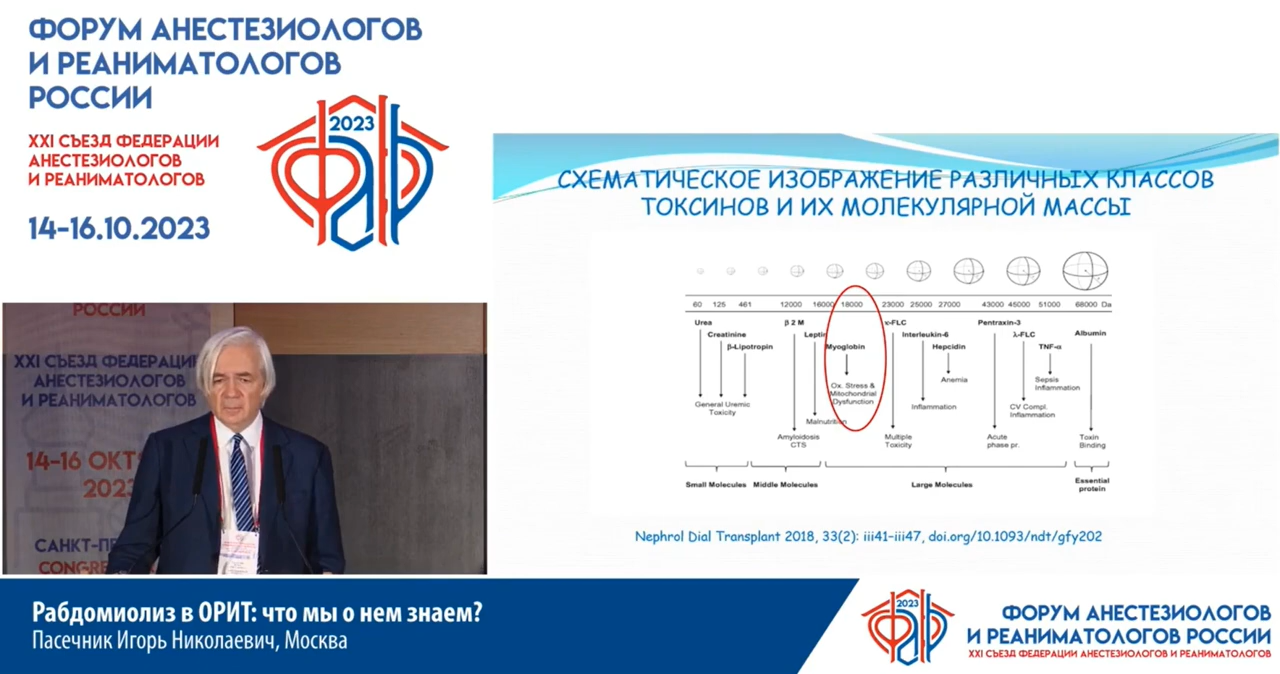 ФОРУМ АНЕСТЕЗИОЛОГОВ
И РЕАНИМАТОЛОГОВ
РОССИИ
XXI СЪЕЗД ФЕДЕРАЦИИ
АНЕСТЕЗИОЛОГОВ
И РЕАНИМАТОЛОГОВ
14-16.10.2023
2023
СХЕМАТИЧЕСКОЕ ИЗОБРАЖЕНИЕ РАЗЛИЧНЫХ КЛАССОВ
ТОКСИНОВ И ИХ МОЛЕКУЛЯРНОЙ МАССЫ
60 125 461 12000 16000 18000 23000 25000 27000 43000 45000 51000 68000 Da
Urea β 2 M κ-FLC Pentraxin-3
Creatinine Leptin Interleukin-6 λ-FLC Albumin
β-Lipotropin Myoglobin Hepcidin TNF-α
Anemia Sepsis
Inflammation
Ox. Stress &
Mitochondrial
Dysfunction
General Uremic
Toxicity
Inflammation
CV Compl.
Inflammation
Malnutrition
Amyloidosis
CTS
Multiple
Toxicity
Acute
phase pr.
Toxin
Binding
Small Molecules Middle Molecules Large Molecules Essential
protein
Nephrol Dial Transplant 2018, 33(2): iii41–iii47, doi.org/10.1093/ndt/gfy202
РОССИИ
XXI СЪЕЗД ФЕДЕРАЦИИ
АНЕСТЕЗИОЛОГОВ
И РЕАНИМАТОЛОГОВ
14-16 ОКТ
2023
САНКТ-ПЕ
CONGRE
Рабдомиолиз в ОРИТ: что мы о нем знаем?
Пасечник Игорь Николаевич, Москва
2023
ФОРУМ АНЕСТЕЗИОЛОГОВ
И РЕАНИМАТОЛОГОВ РОССИИ
XXI СЪЕЗД ФЕДЕРАЦИИ АНЕСТЕЗИОЛОГОВ И РЕАНИМАТОЛОГОВ